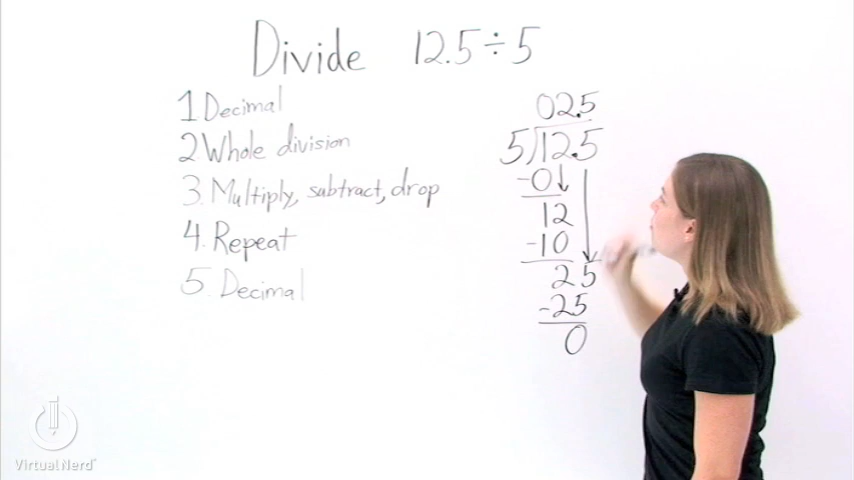 Divide 12.5÷5
1 Decimal
2 Whole division
3. Multiply, subtract, drop
4. Repeat
5. Decimal
02.5
5)12.5
-0↓
12
-10
25
-25
0
VirtualNerd™